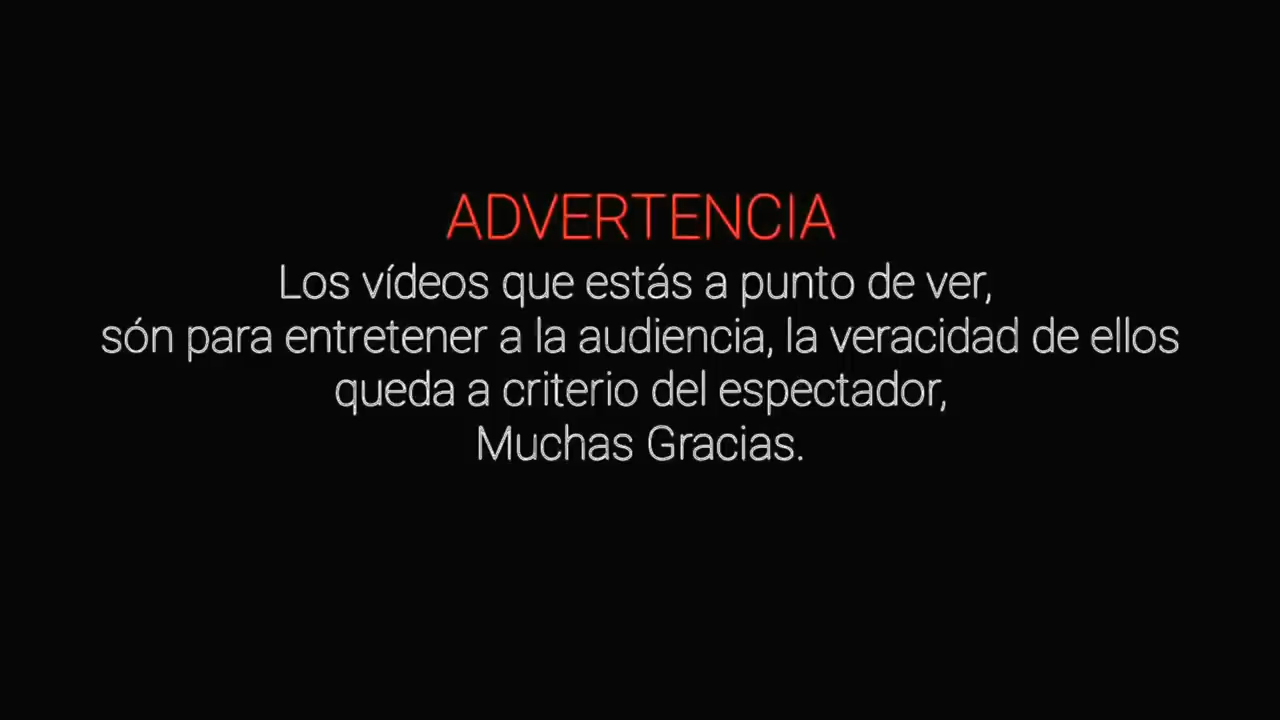 ADVERTENCIA
Los vídeos que estás a punto de ver,
són para entretener a la audiencia, la veracidad de ellos
queda a criterio del espectador,
Muchas Gracias.